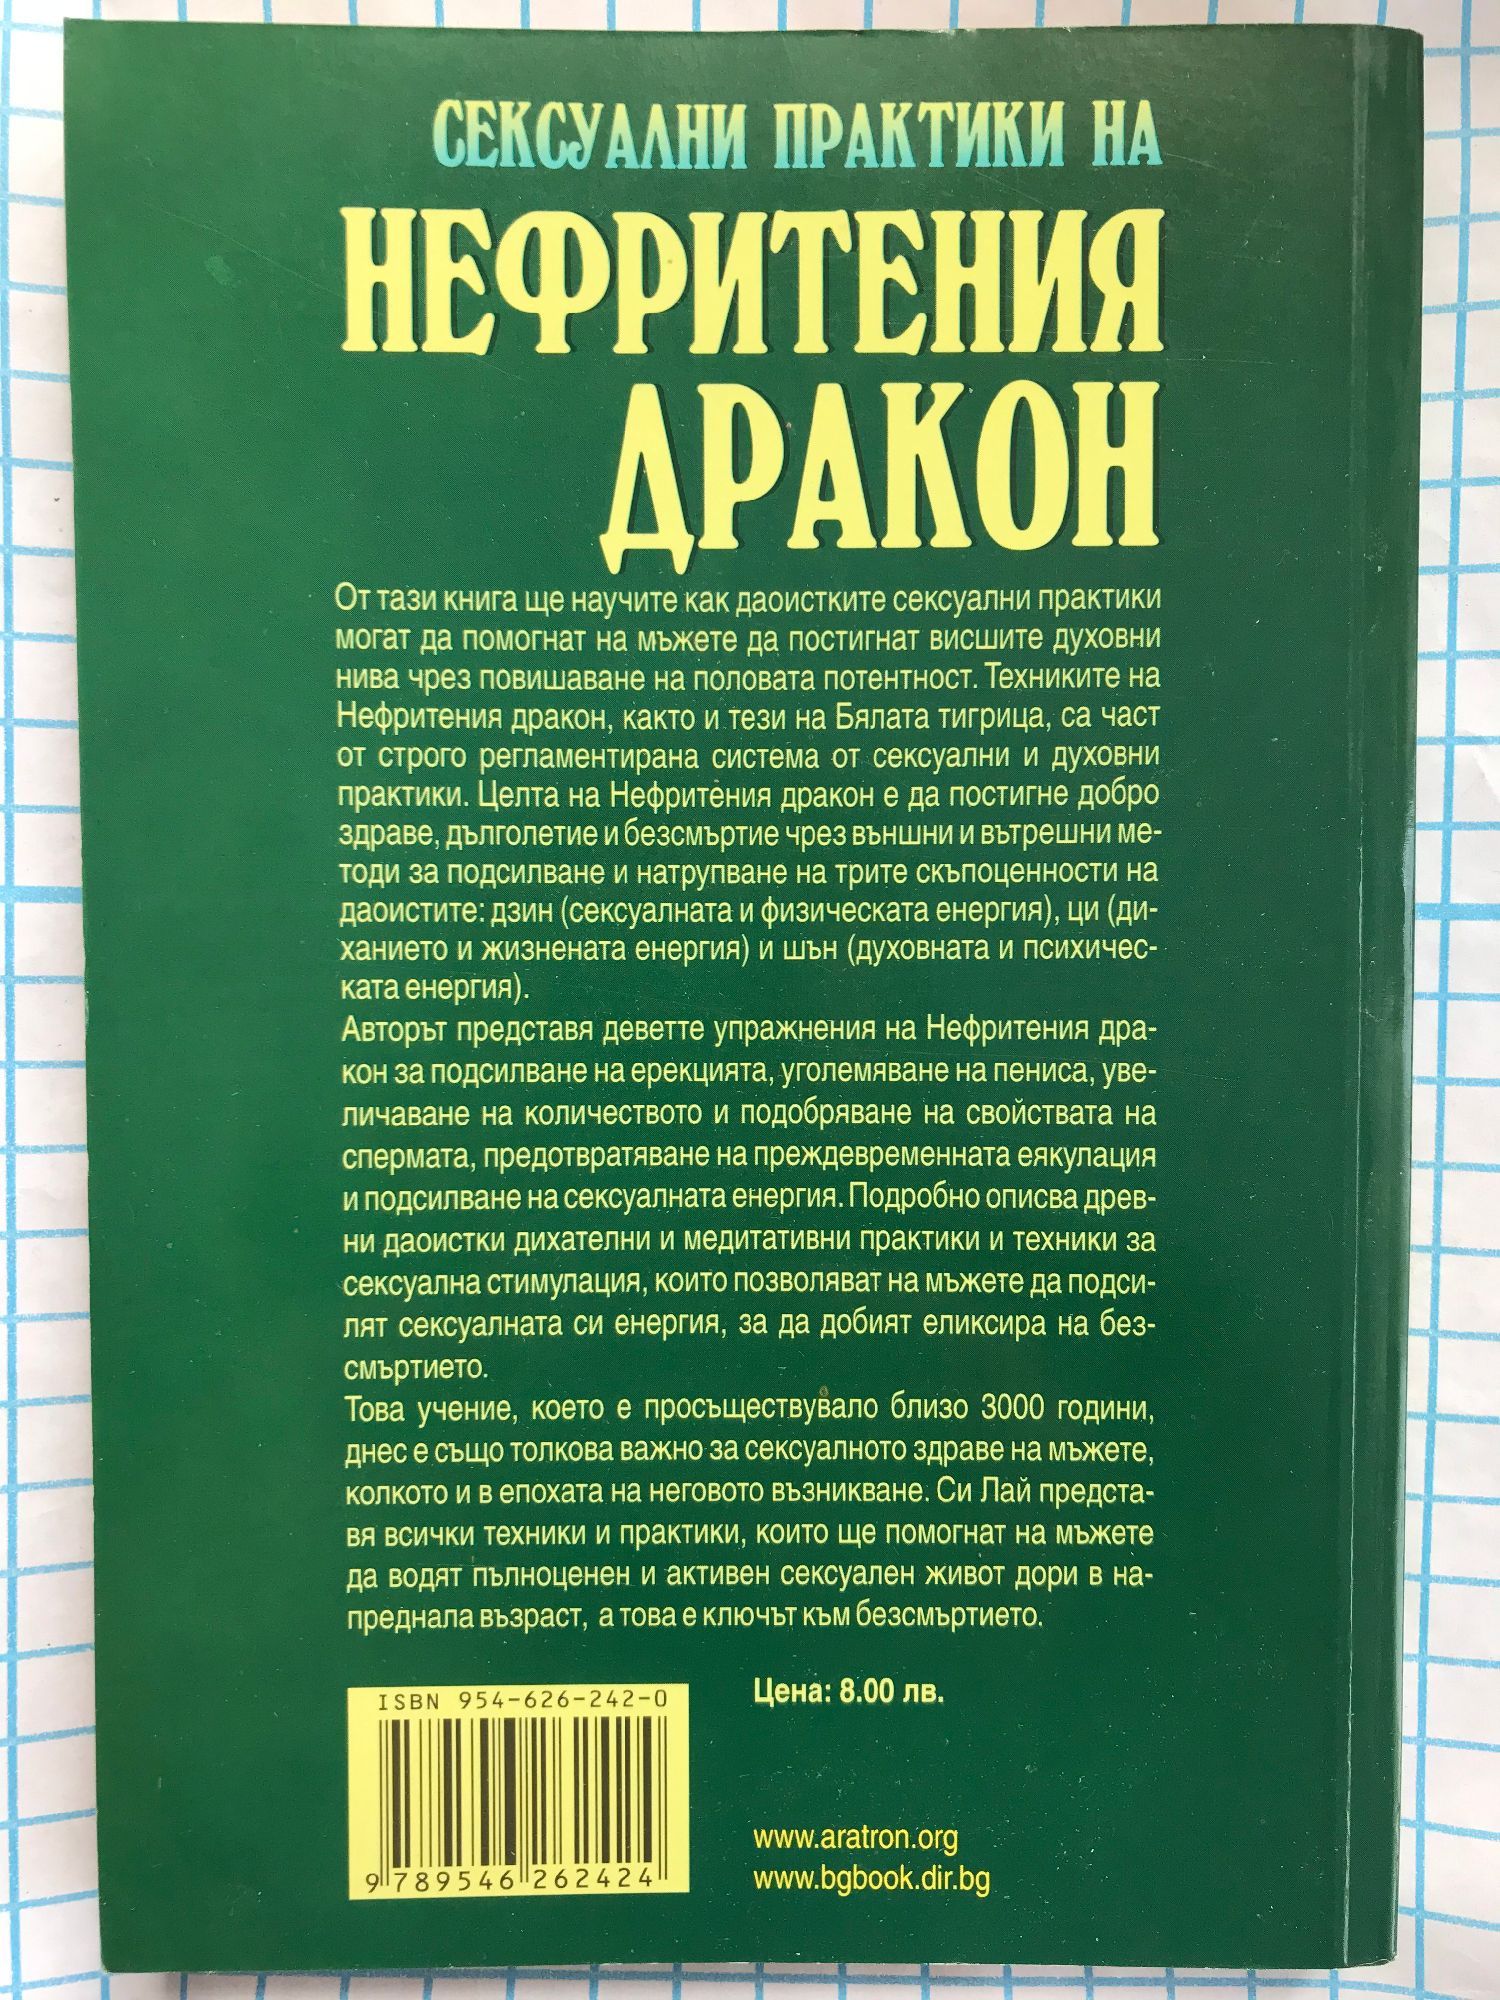 СЕКСУАЛНИ ПРАКТИКИ НА
НЕФРИТЕНИЯ
ДРАКОН
От тази книга ще научите как даоистките сексуални практики
могат да помогнат на мъжете да постигнат висшите духовни
нива чрез повишаване на половата потентност. Техниките на
Нефритения дракон, както и тези на Бялата тигрица, са част
от строго регламентирана система от сексуални и духовни
практики. Целта на Нефритения дракон е да постигне добро
здраве, дълголетие и безсмъртие чрез външни и вътрешни ме-
тоди за подсилване и натрупване на трите скъпоценности на
даоистите: дзин (сексуалната и физическата енергия), ци (ди-
ханието и жизнената енергия) и шън (духовната и психичес-
ката енергия).
Авторът представя деветте упражнения на Нефритения дра-
кон за подсилване на ерекцията, уголемяване на пениса, уве-
личаване на количеството и подобряване на свойствата на
спермата, предотвратяване на преждевременната еякулация
и подсилване на сексуалната енергия. Подробно описва древ-
ни даоистки дихателни и медитативни практики и техники за
сексуална стимулация, които позволяват на мъжете да подси-
лят сексуалната си енергия, за да добият еликсира на без-
смъртието.
Това учение, което е просъществувало близо 3000 години,
днес е също толкова важно за сексуалното здраве на мъжете,
колкото и в епохата на неговото възникване. Си Лай предста-
вя всички техники и практики, които ще помогнат на мъжете
да водят пълноценен и активен сексуален живот дори в на-
преднала възраст, а това е ключът към безсмъртието.
ISBN 954-626-242-0
Цена: 8.00 лв.
9 789546 262424
www.aratron.org
www.bgbook.dir.bg